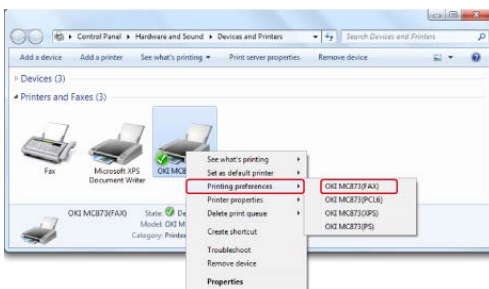 Control Panel ▸ Hardware and Sound ▸ Devices and Printers
Search Devices and Printers
Add a device Add a printer See what's printing Print server properties Remove device
Devices (3)
Printers and Faxes (3)
Fax
Microsoft XPS
Document Writer
OKI MC8
See what's printing
Set as default printer
Printing preferences
Printer properties
Delete print queue
Create shortcut
Troubleshoot
Remove device
Properties
OKI MC873(FAX)
OKI MC873(PCL6)
OKI MC873(XPS)
OKI MC873(PS)
OKI MC873(FAX) State: De
Model: OKI M
Category: Printer